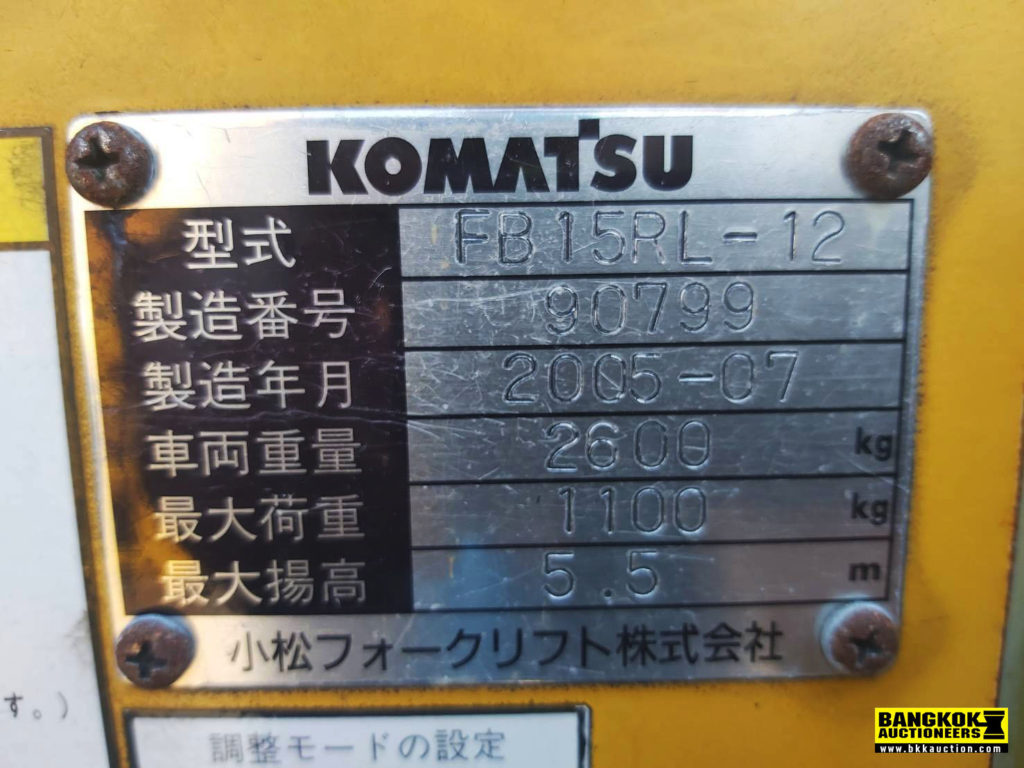 KOMATSU
型式 FB15RL-12
製造番号 90799
製造年月 2005-07
車両重量 2600 kg
最大荷重 1100 kg
最大揚高 5.5 m
小松フォークリフト株式会社
す。)
調整モードの設定
BANGKOK
AUCTIONEERS
www.bkkauction.com